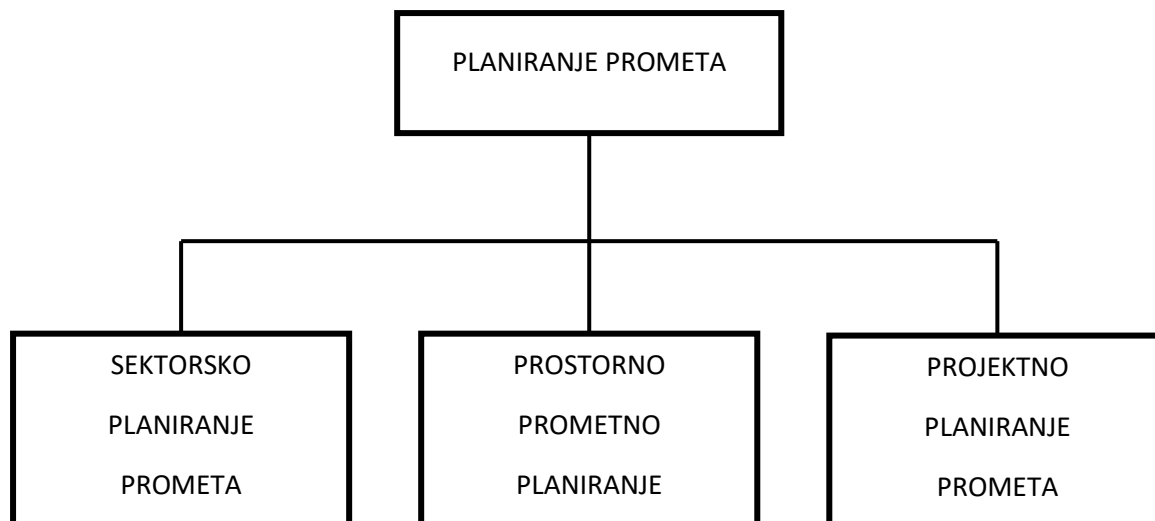 PLANIRANJE PROMETA
SEKTORSKO
PLANIRANJE
PROMETA
PROSTORNO
PROMETNO
PLANIRANJE
PROJEKTNO
PLANIRANJE
PROMETA